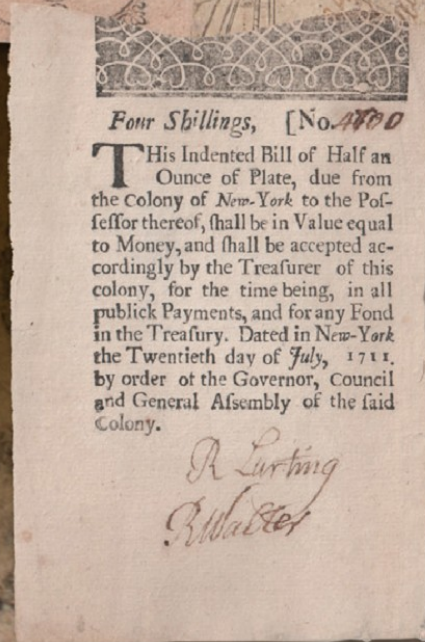 Four Shillings, [No. 4800
THis Indented Bill of Half an
Ounce of Plate, due from
the Colony of New-York to the Poſ-
ſeſſor thereof, ſhall be in Value equal
to Money, and ſhall be accepted ac-
cordingly by the Treaſurer of this
colony, for the time being, in all
publick Payments, and for any Fond
in the Treaſury. Dated in New-York
the Twentieth day of July, 1711.
by order of the Governor, Council
and General Aſſembly of the ſaid
Colony.
R Lurting
RWalter